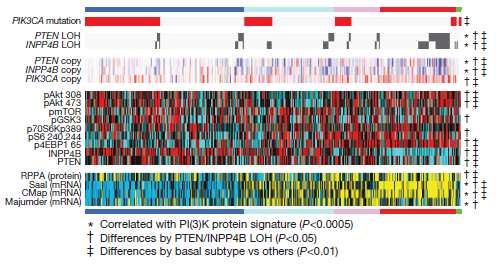 PIK3CA mutation ‡
PTEN LOH * † ‡
INPP4B LOH * † ‡
PTEN copy * † ‡
INPP4B copy * † ‡
PIK3CA copy † ‡
pAkt 308 † ‡
pAkt 473 † ‡
pmTOR
pGSK3 †
p70S6Kp389
pS6 240.244 †
p4EBP1 65 † ‡
INPP4B † ‡
PTEN † ‡
RPPA (protein) † ‡
Saal (mRNA) * † ‡
CMap (mRNA) * † ‡
Majumder (mRNA) * †
* Correlated with PI(3)K protein signature (P<0.0005)
† Differences by PTEN/INPP4B LOH (P<0.05)
‡ Differences by basal subtype vs others (P<0.01)